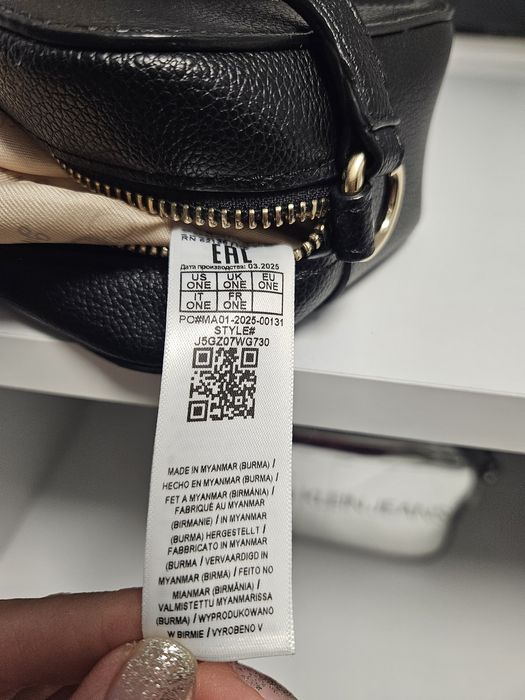 EAC
Дата производства: 03.2025
US UK EU
ONE ONE ONE
IT FR
ONE ONE
PO#MA01-2025-00131
STYLE#
J5GZ07WG730
MADE IN MYANMAR (BURMA) /
HECHO EN MYANMAR (BURMA) /
FET A MYANMAR (BIRMÀNIA) /
FABRIQUÉ AU MYANMAR
(BIRMANIE) / IN MYANMAR
(BURMA) HERGESTELLT /
FABBRICATO IN MYANMAR
(BURMA / VERVAARDIGD IN
MYANMAR (BIRMA) / FEITO NO
MIANMAR (BIRMÂNIA) /
VALMISTETTU MYANMARISSA
(BURMA) / WYPRODUKOWANO
W BIRMIE / VYROBENO V
KLEIN JEANS